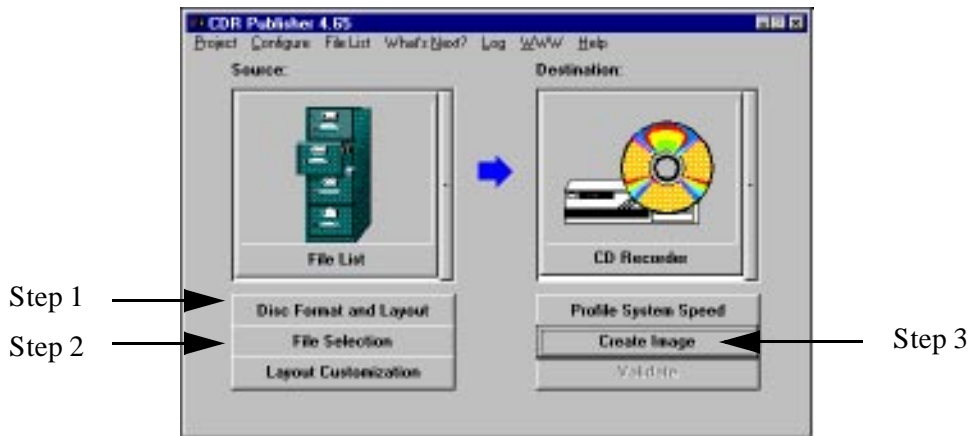 CDR Publisher 4.65
Project Configure File List What's Next? Log WWW Help
Source:
Destination:
File List
CD Recorder
Step 1
Disc Format and Layout
Profile System Speed
Step 2
File Selection
Create Image
Step 3
Layout Customization
Validate